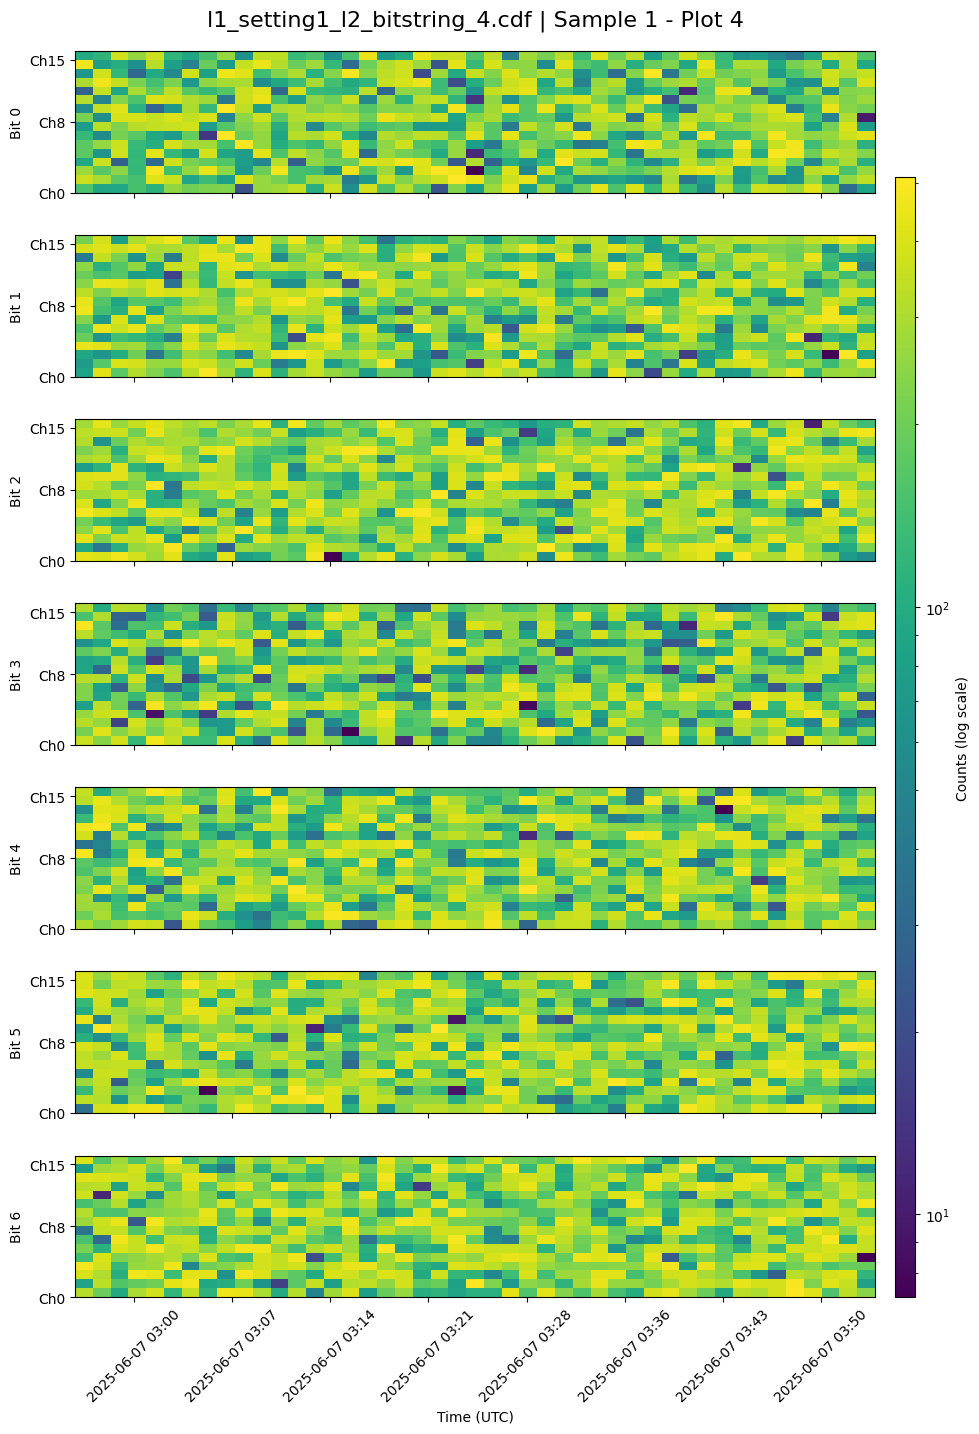 l1_setting1_l2_bitstring_4.cdf | Sample 1 - Plot 4
Ch15
Ch8
Ch0
Bit 0
Ch15
Ch8
Ch0
Bit 1
Ch15
Ch8
Ch0
Bit 2
Ch15
Ch8
Ch0
Bit 3
Ch15
Ch8
Ch0
Bit 4
Ch15
Ch8
Ch0
Bit 5
Ch15
Ch8
Ch0
Bit 6
2025-06-07 03:00
2025-06-07 03:07
2025-06-07 03:14
2025-06-07 03:21
2025-06-07 03:28
2025-06-07 03:36
2025-06-07 03:43
2025-06-07 03:50
Time (UTC)
10²
10¹
Counts (log scale)